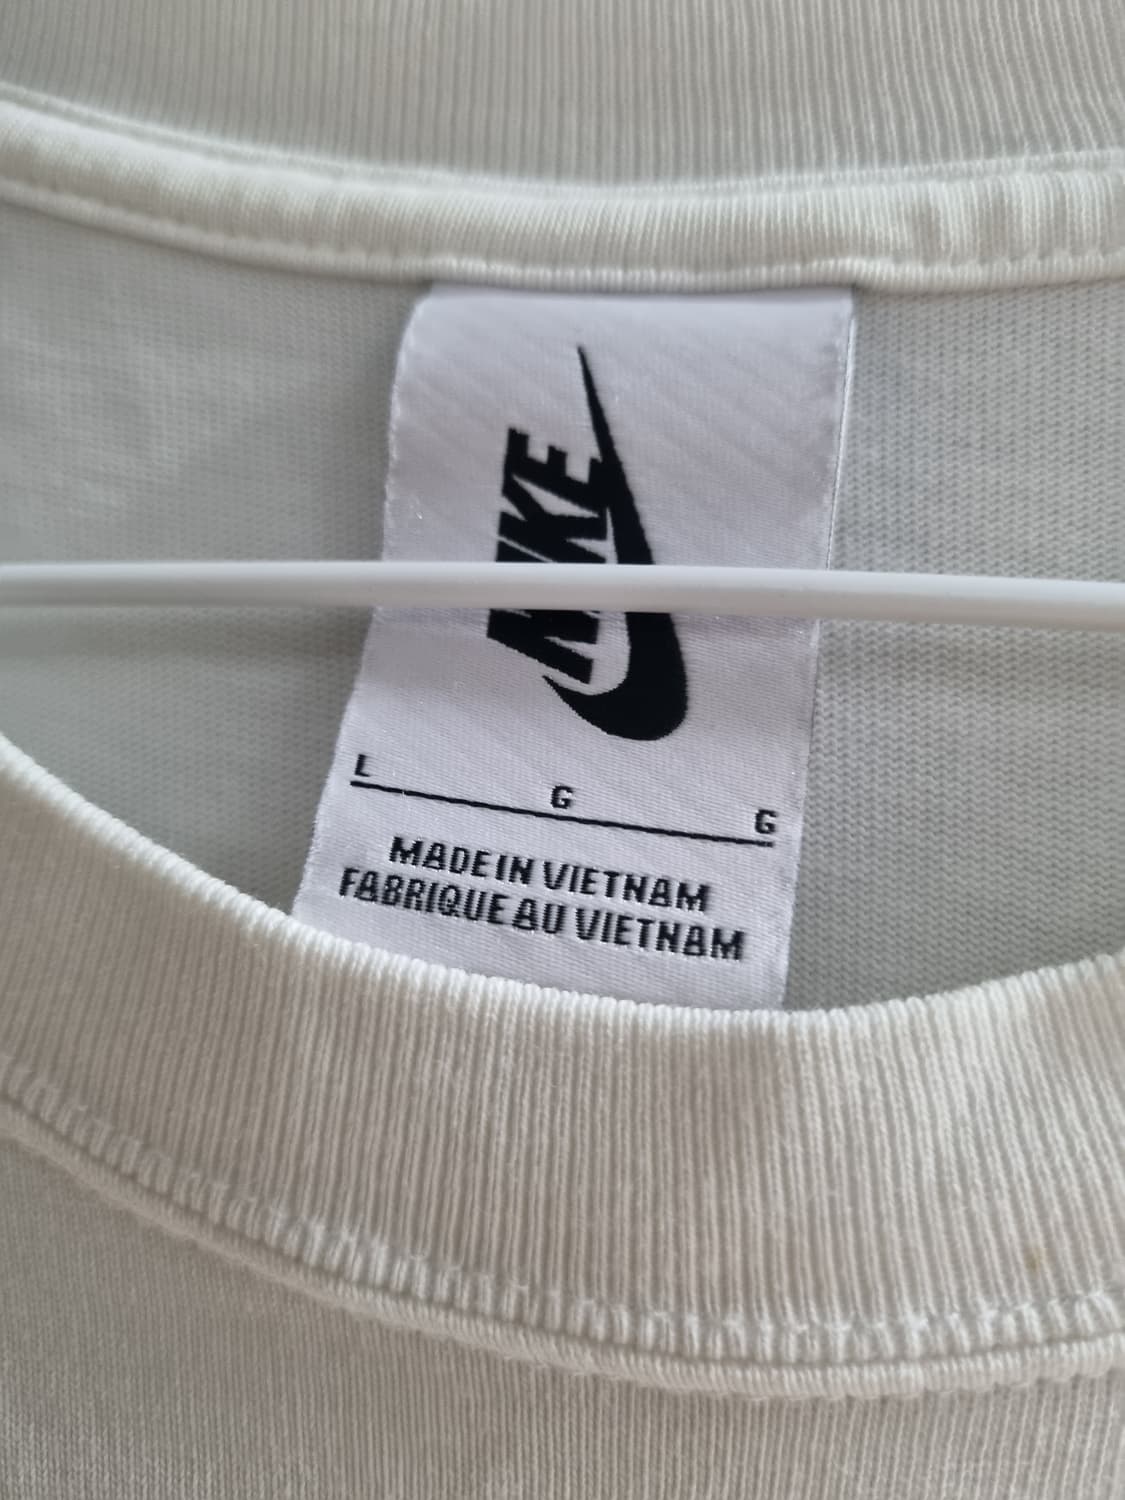 NIKE
L G G
MADE IN VIETNAM
FABRIQUE AU VIETNAM